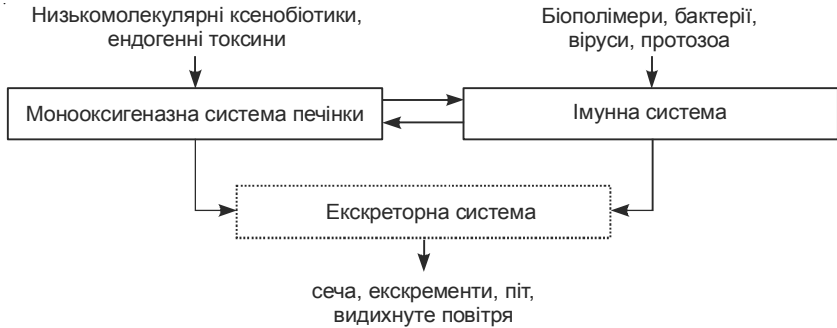 Низькомолекулярні ксенобіотики,
ендогенні токсини
Біополімери, бактерії,
віруси, протозоа
Монооксигеназна система печінки
Імунна система
Екскреторна система
сеча, екскременти, піт,
видихнуте повітря